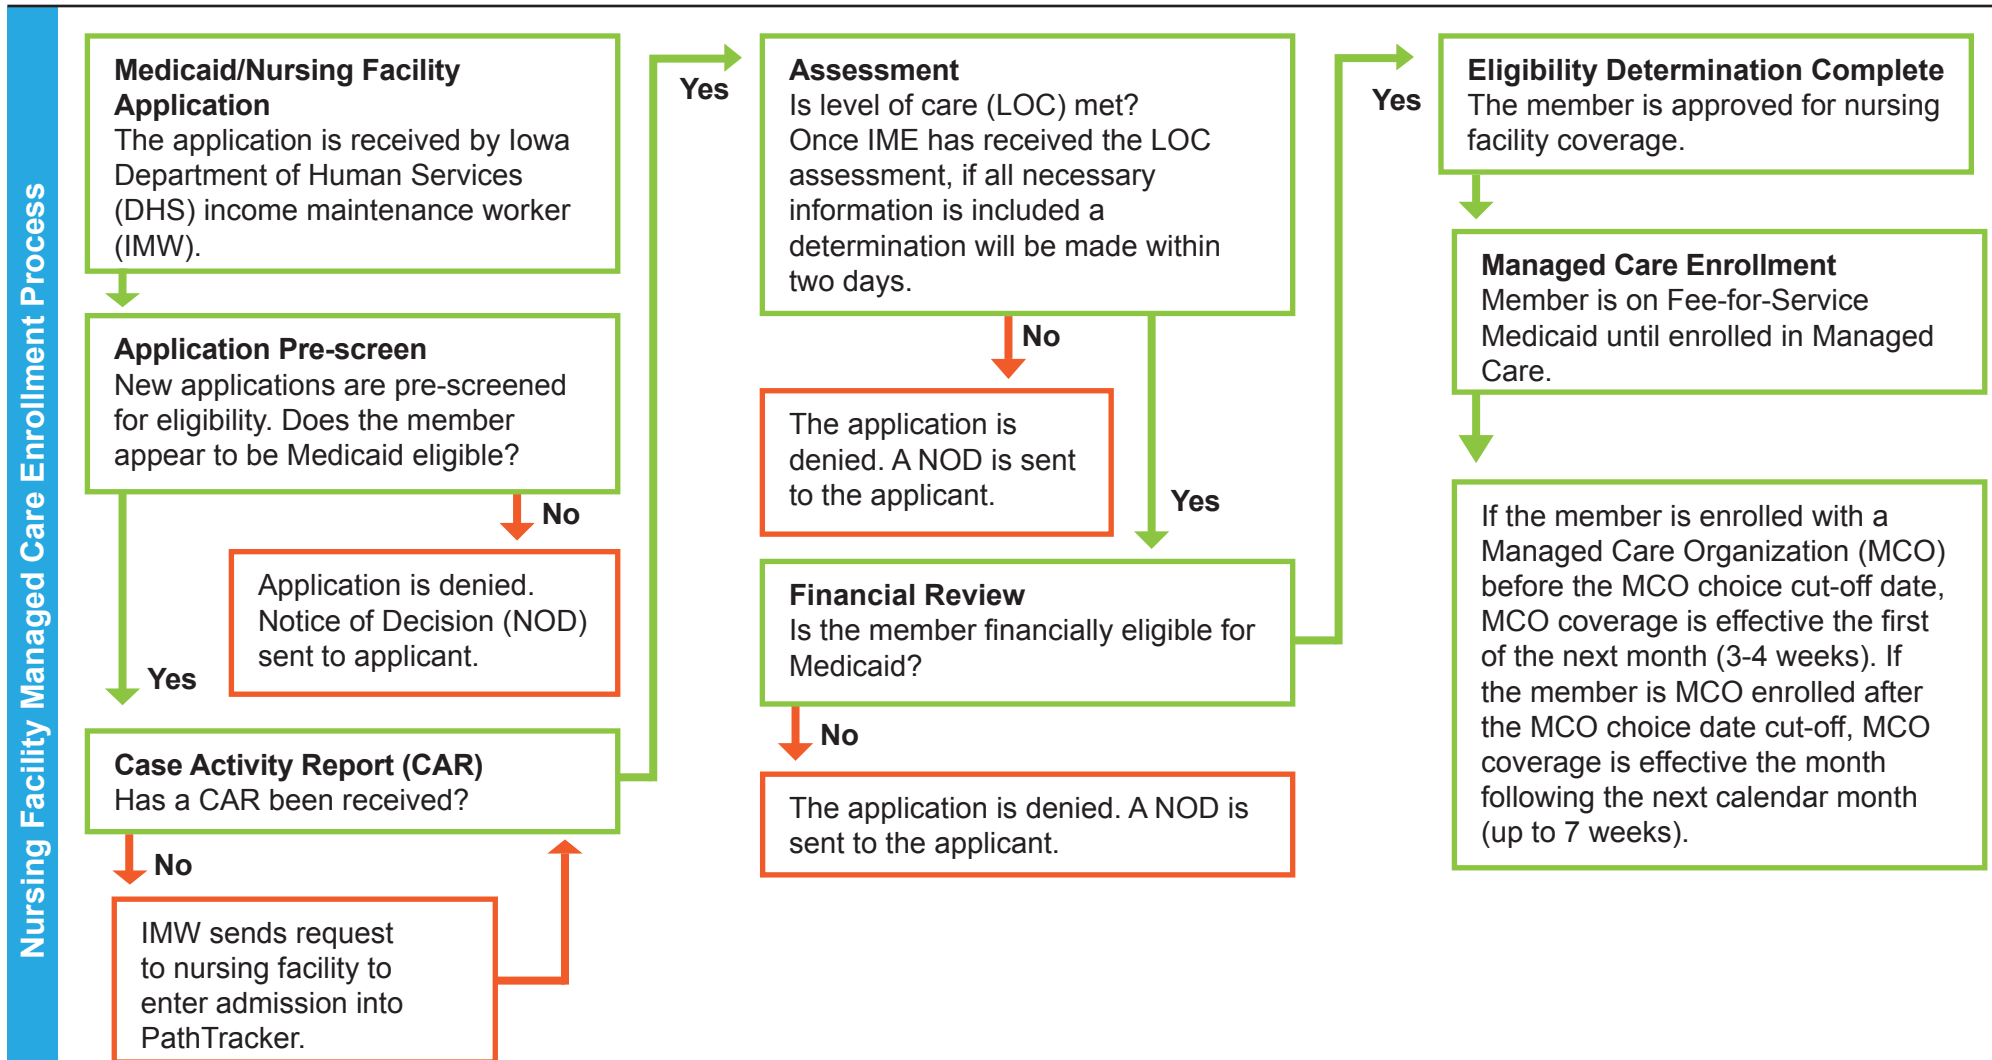 Nursing Facility Managed Care Enrollment Process
Medicaid/Nursing Facility
Application
The application is received by Iowa
Department of Human Services
(DHS) income maintenance worker
(IMW).
Application Pre-screen
New applications are pre-screened
for eligibility. Does the member
appear to be Medicaid eligible?
No
Application is denied.
Notice of Decision (NOD)
sent to applicant.
Yes
Case Activity Report (CAR)
Has a CAR been received?
No
IMW sends request
to nursing facility to
enter admission into
PathTracker.
Yes
Assessment
Is level of care (LOC) met?
Once IME has received the LOC
assessment, if all necessary
information is included a
determination will be made within
two days.
No
The application is
denied. A NOD is sent
to the applicant.
Yes
Financial Review
Is the member financially eligible for
Medicaid?
No
The application is denied. A NOD is
sent to the applicant.
Yes
Eligibility Determination Complete
The member is approved for nursing
facility coverage.
Managed Care Enrollment
Member is on Fee-for-Service
Medicaid until enrolled in Managed
Care.
If the member is enrolled with a
Managed Care Organization (MCO)
before the MCO choice cut-off date,
MCO coverage is effective the first
of the next month (3-4 weeks). If
the member is MCO enrolled after
the MCO choice date cut-off, MCO
coverage is effective the month
following the next calendar month
(up to 7 weeks).